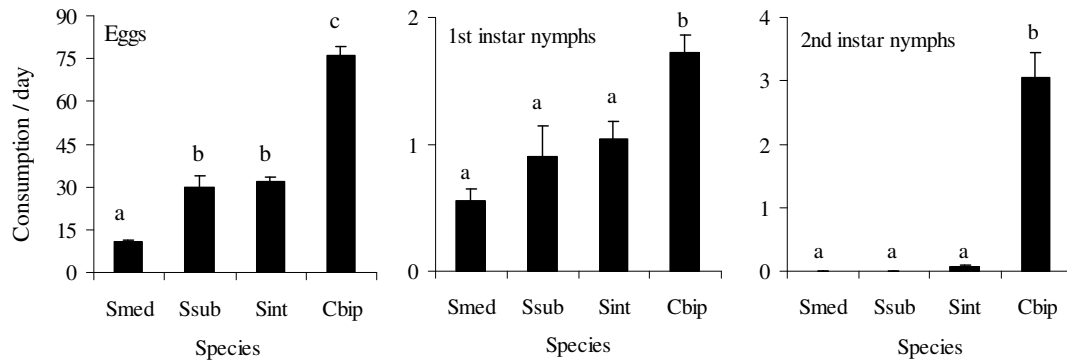 Consumption / day
Eggs
90
75
60
45
30
15
0
a
b
b
c
Smed Ssub Sint Cbip
Species
1st instar nymphs
2
1
0
a
a
a
b
Smed Ssub Sint Cbip
Species
2nd instar nymphs
4
3
2
1
0
a
a
a
b
Smed Ssub Sint Cbip
Species